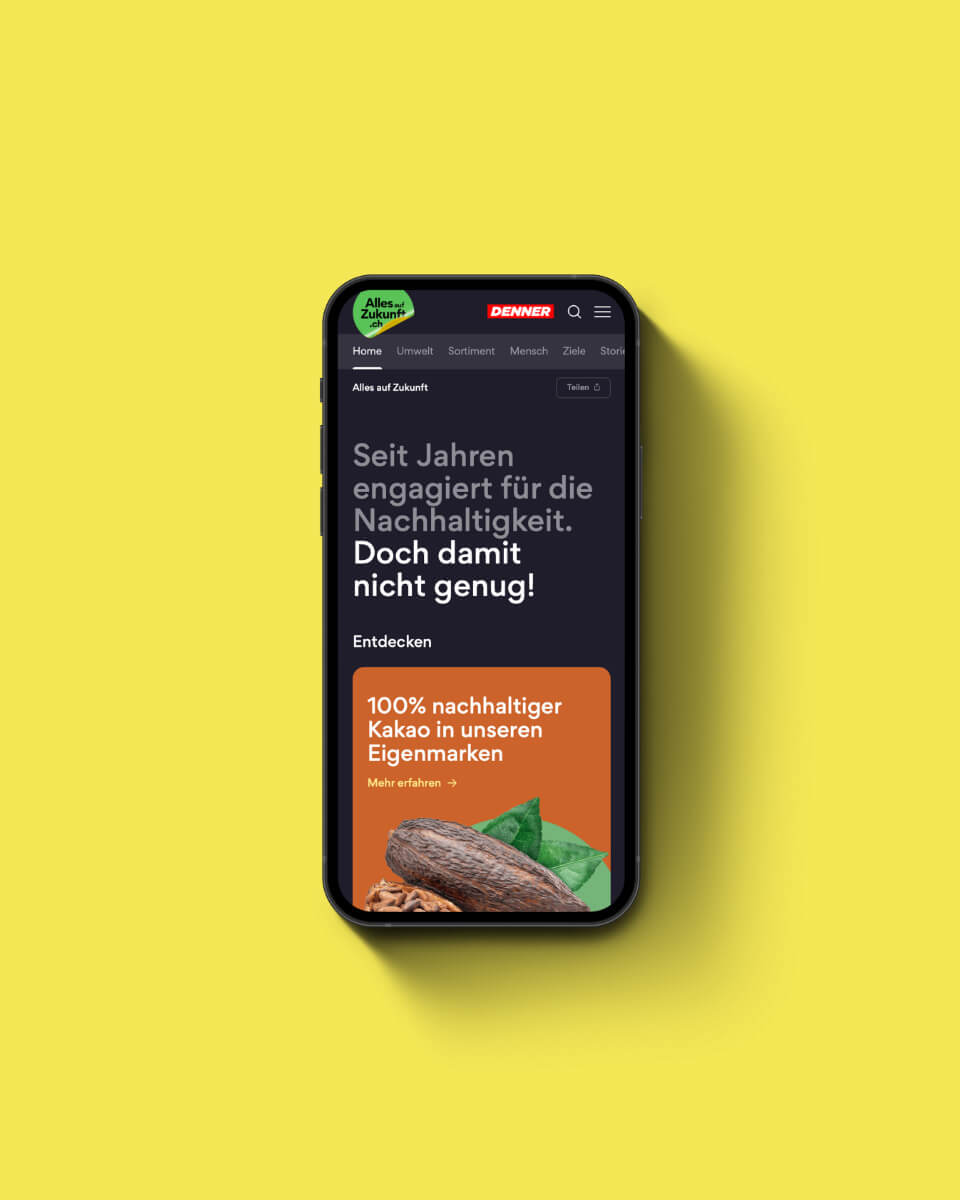 Alles auf
Zukunft
.ch
DENNER
Home Umwelt Sortiment Mensch Ziele Storie
Alles auf Zukunft
Teilen
Seit Jahren
engagiert für die
Nachhaltigkeit.
Doch damit
nicht genug!
Entdecken
100% nachhaltiger
Kakao in unseren
Eigenmarken
Mehr erfahren →